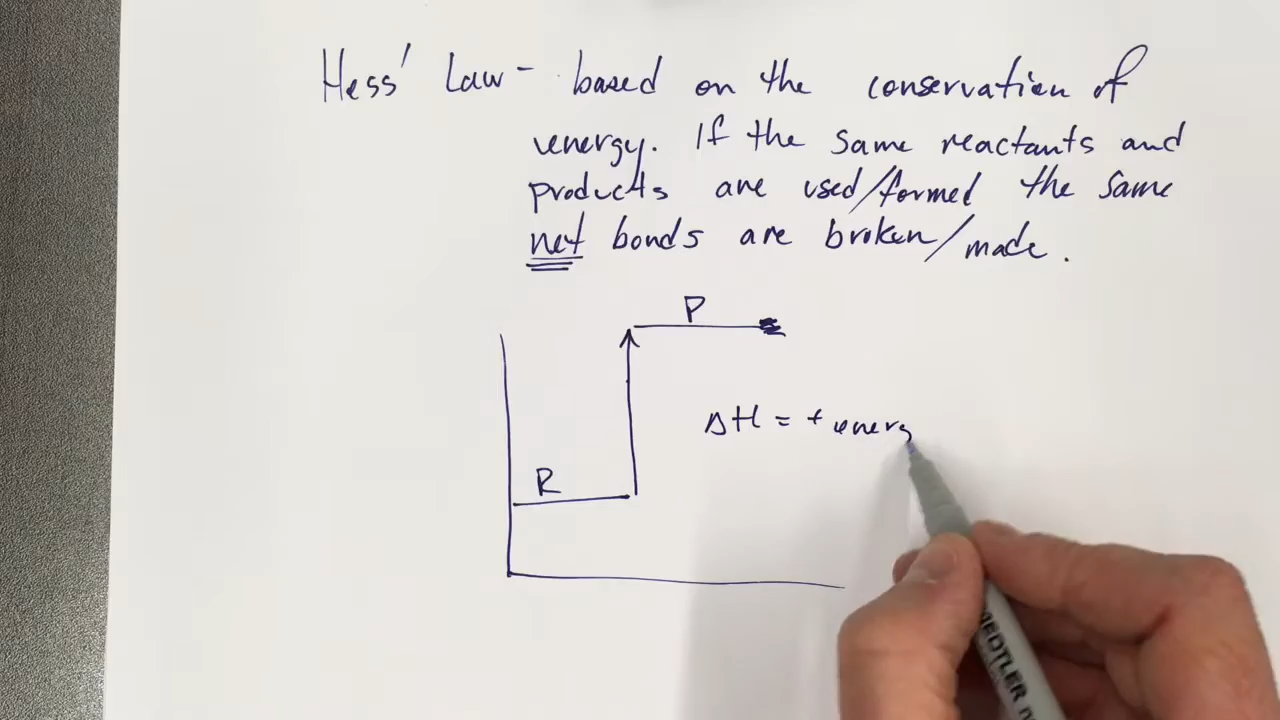 Hess' Law - based on the conservation of
energy. If the same reactants and
products are used/formed the same
net bonds are broken/made.
P
ΔH = + energy
R